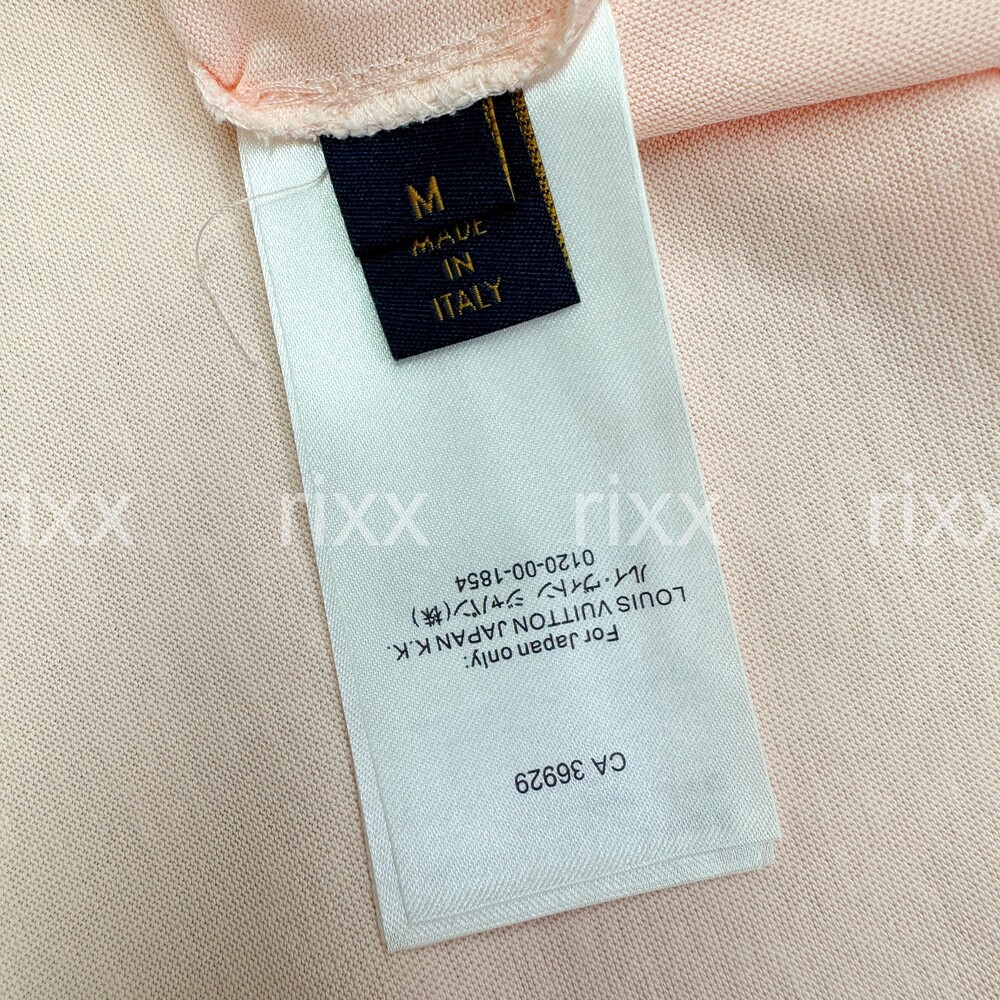 M
MADE
IN
ITALY
rixx rixx rixx rixx
CA 36929
For Japan only:
LOUIS VUITTON JAPAN K.K.
ルイ・ヴィトン ジャパン(株)
0120-00-1854